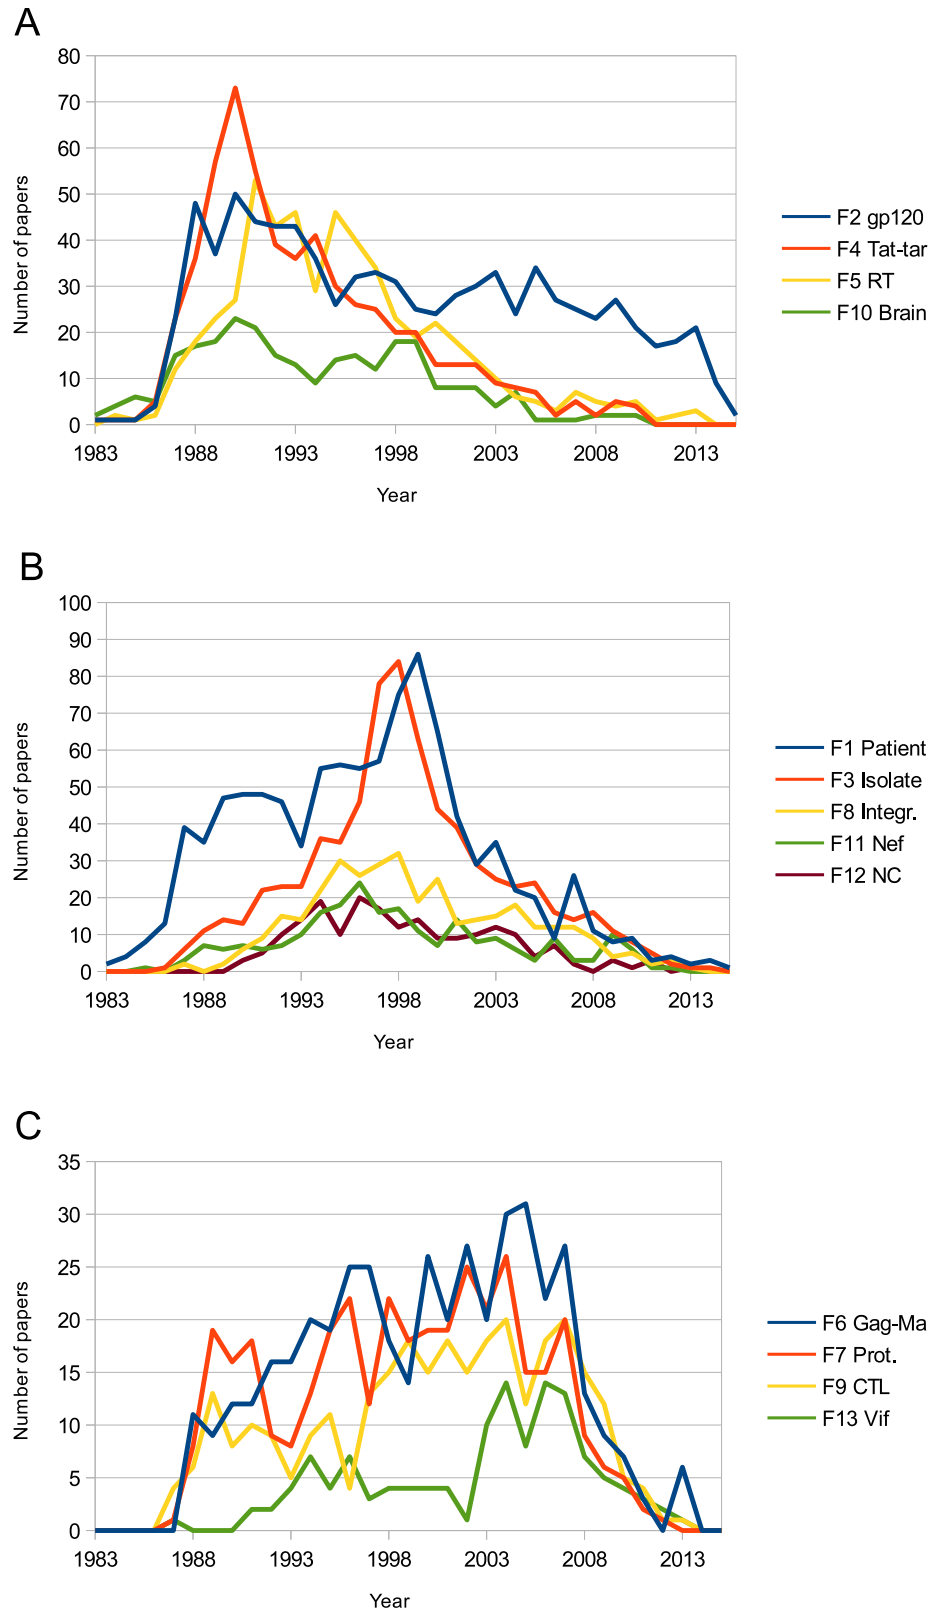 A
80
70
60
50
40
30
20
10
0
Number of papers
1983 1988 1993 1998 2003 2008 2013
Year
F2 gp120
F4 Tat-tar
F5 RT
F10 Brain
B
100
90
80
70
60
50
40
30
20
10
0
Number of papers
1983 1988 1993 1998 2003 2008 2013
Year
F1 Patient
F3 Isolate
F8 Integr.
F11 Nef
F12 NC
C
35
30
25
20
15
10
5
0
Number of papers
1983 1988 1993 1998 2003 2008 2013
Year
F6 Gag-Ma
F7 Prot.
F9 CTL
F13 Vif